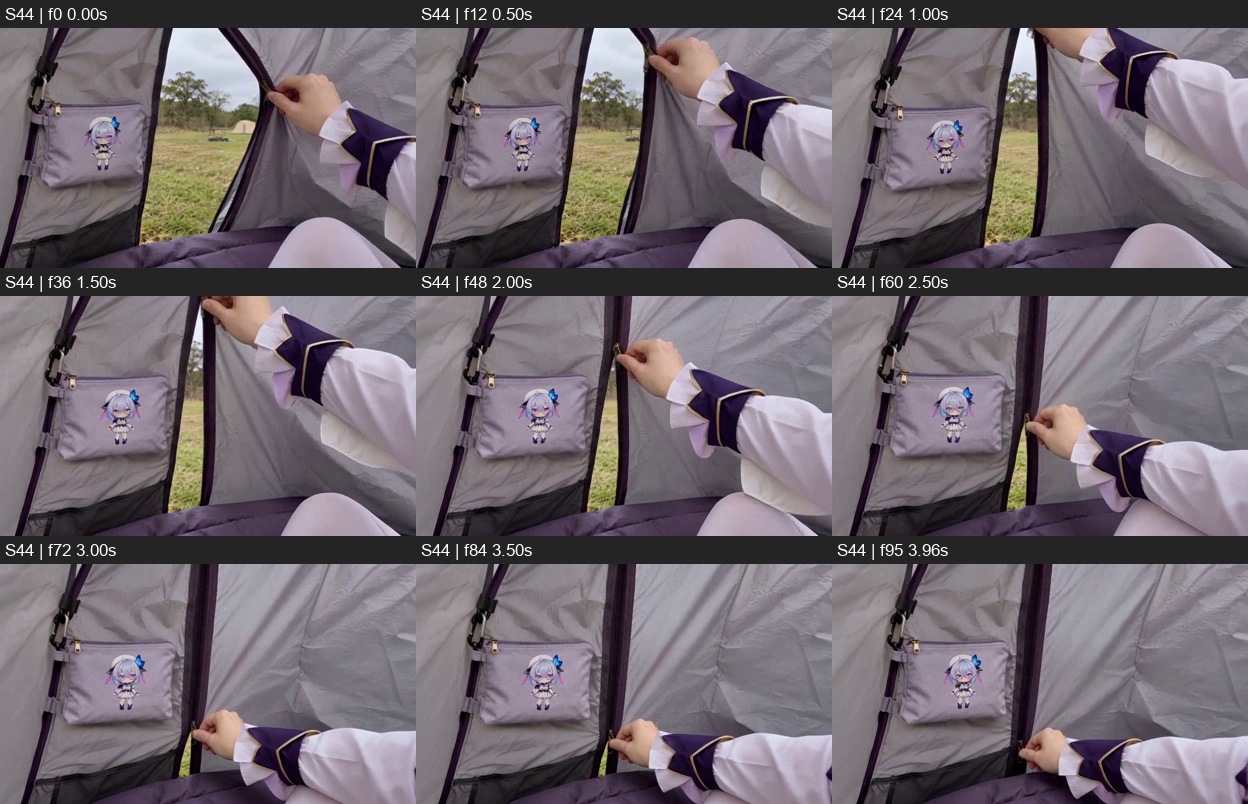 S44 | f0 0.00s
S44 | f12 0.50s
S44 | f24 1.00s
S44 | f36 1.50s
S44 | f48 2.00s
S44 | f60 2.50s
S44 | f72 3.00s
S44 | f84 3.50s
S44 | f95 3.96s